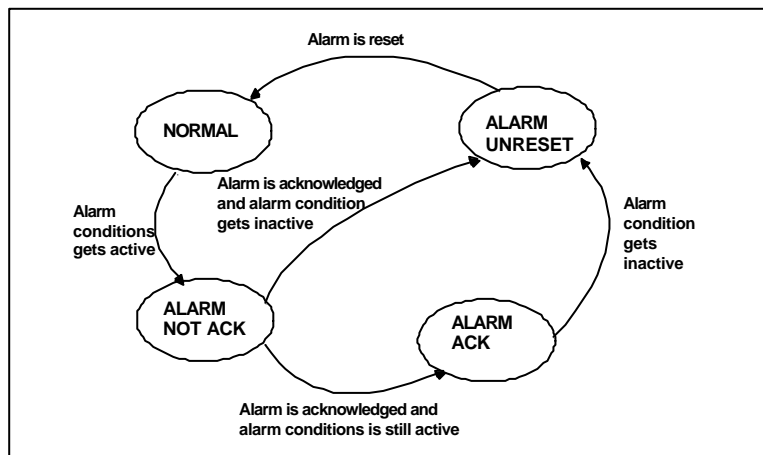 Alarm is reset
NORMAL
ALARM
UNRESET
Alarm is acknowledged
and alarm condition
gets inactive
Alarm
conditions
gets active
Alarm
condition
gets
inactive
ALARM
NOT ACK
ALARM
ACK
Alarm is acknowledged and
alarm conditions is still active